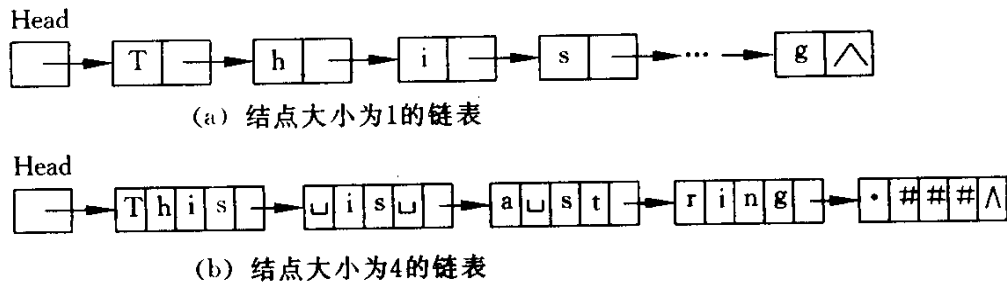 Head
T h i s … g ∧
(a) 结点大小为1的链表
Head
T h i s ␣ i s ␣ a ␣ s t r i n g · # # # ∧
(b) 结点大小为4的链表